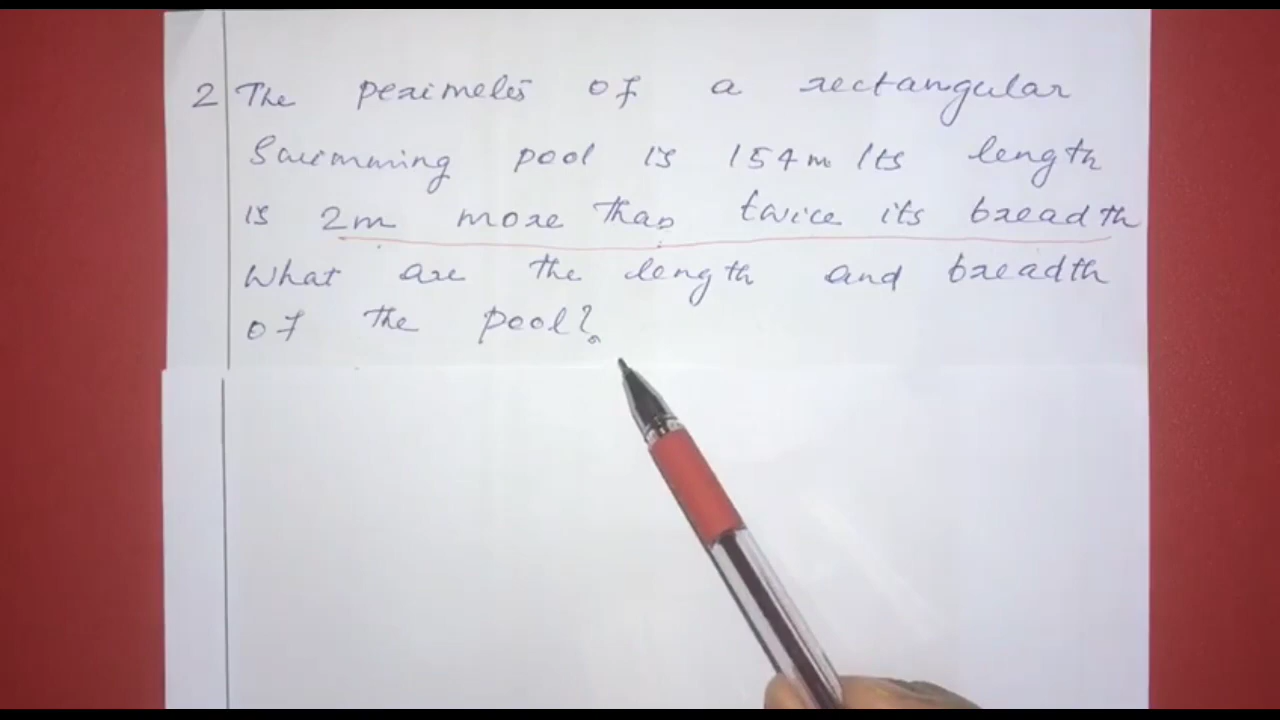 2 The perimeter of a rectangular
Swimming pool is 154m Its length
is 2m more than twice its breadth
What are the length and breadth
of the pool?